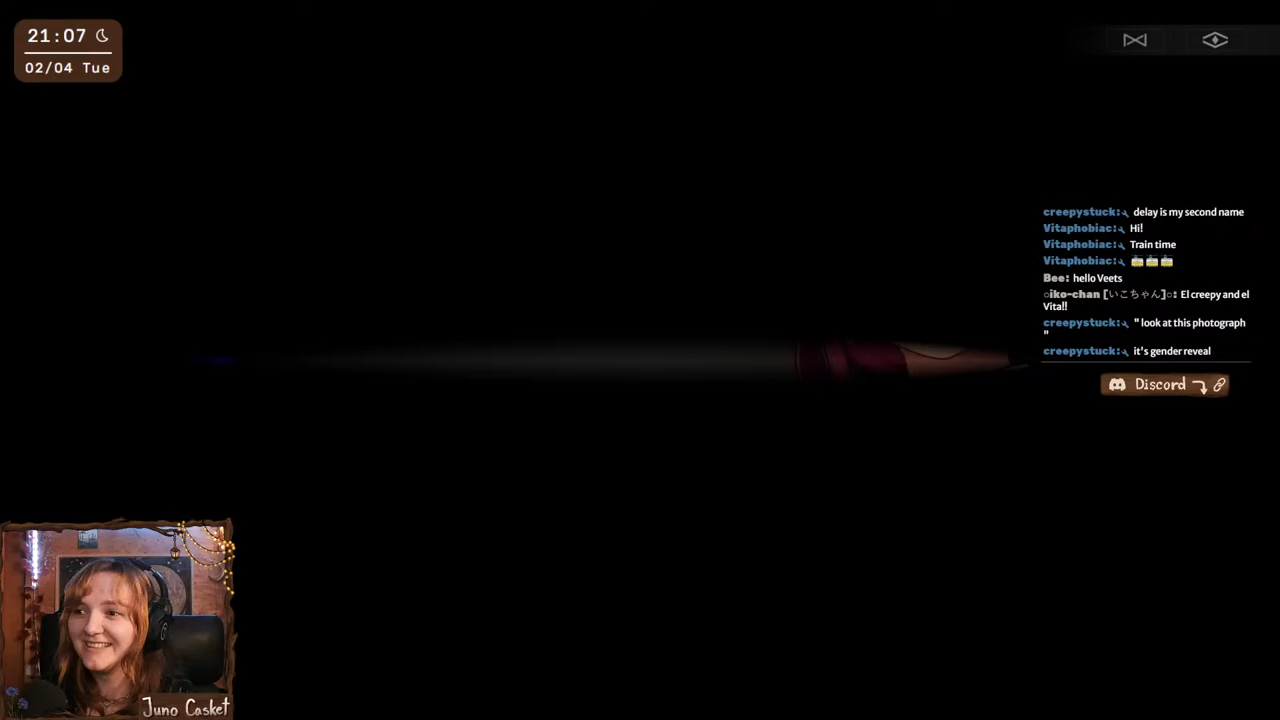 21:07
02/04 Tue
creepystuck: delay is my second name
Vitaphobiac: Hi!
Vitaphobiac: Train time
Vitaphobiac:
Bee: hello Veets
○iko-chan [いこちゃん]○: El creepy and el
Vita!!
creepystuck: " look at this photograph
"
creepystuck: it's gender reveal
Discord
Juno Casket